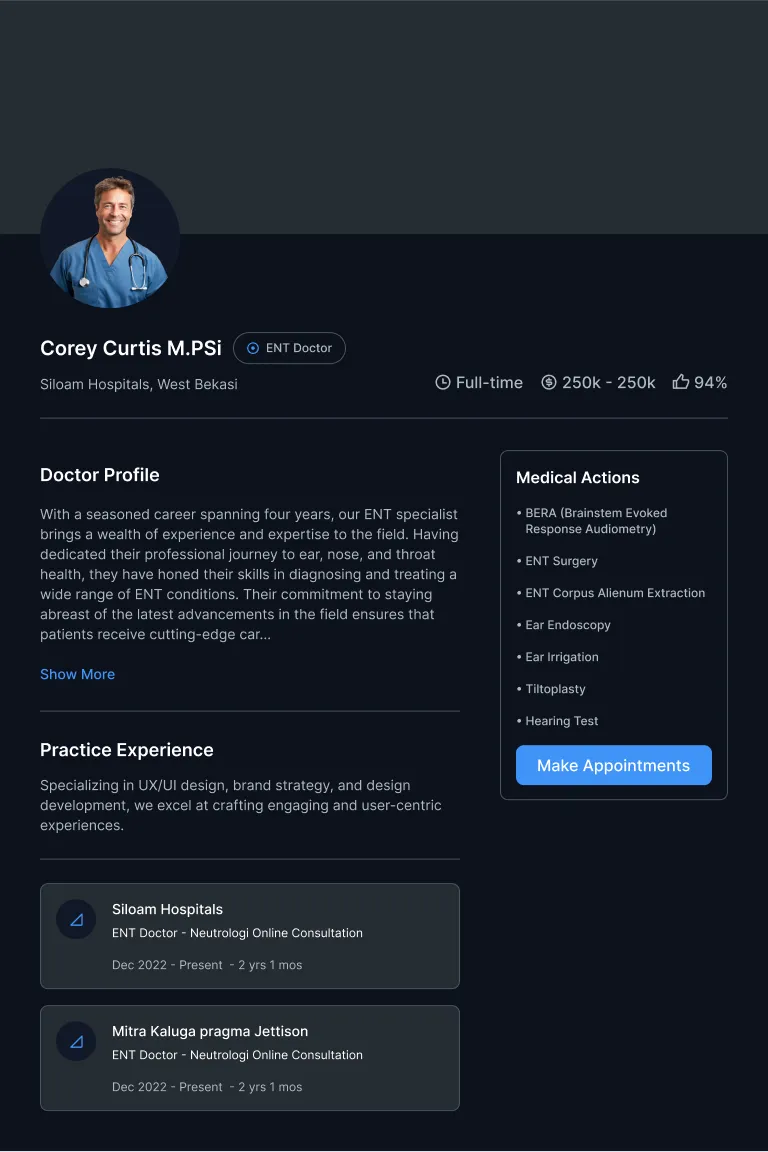 Corey Curtis M.PSi
ENT Doctor
Siloam Hospitals, West Bekasi
Full-time
250k - 250k
94%
Doctor Profile
With a seasoned career spanning four years, our ENT specialist
brings a wealth of experience and expertise to the field. Having
dedicated their professional journey to ear, nose, and throat
health, they have honed their skills in diagnosing and treating a
wide range of ENT conditions. Their commitment to staying
abreast of the latest advancements in the field ensures that
patients receive cutting-edge car...
Show More
Practice Experience
Specializing in UX/UI design, brand strategy, and design
development, we excel at crafting engaging and user-centric
experiences.
Siloam Hospitals
ENT Doctor - Neutrologi Online Consultation
Dec 2022 - Present - 2 yrs 1 mos
Mitra Kaluga pragma Jettison
ENT Doctor - Neutrologi Online Consultation
Dec 2022 - Present - 2 yrs 1 mos
Medical Actions
• BERA (Brainstem Evoked
Response Audiometry)
• ENT Surgery
• ENT Corpus Alienum Extraction
• Ear Endoscopy
• Ear Irrigation
• Tiltoplasty
• Hearing Test
Make Appointments